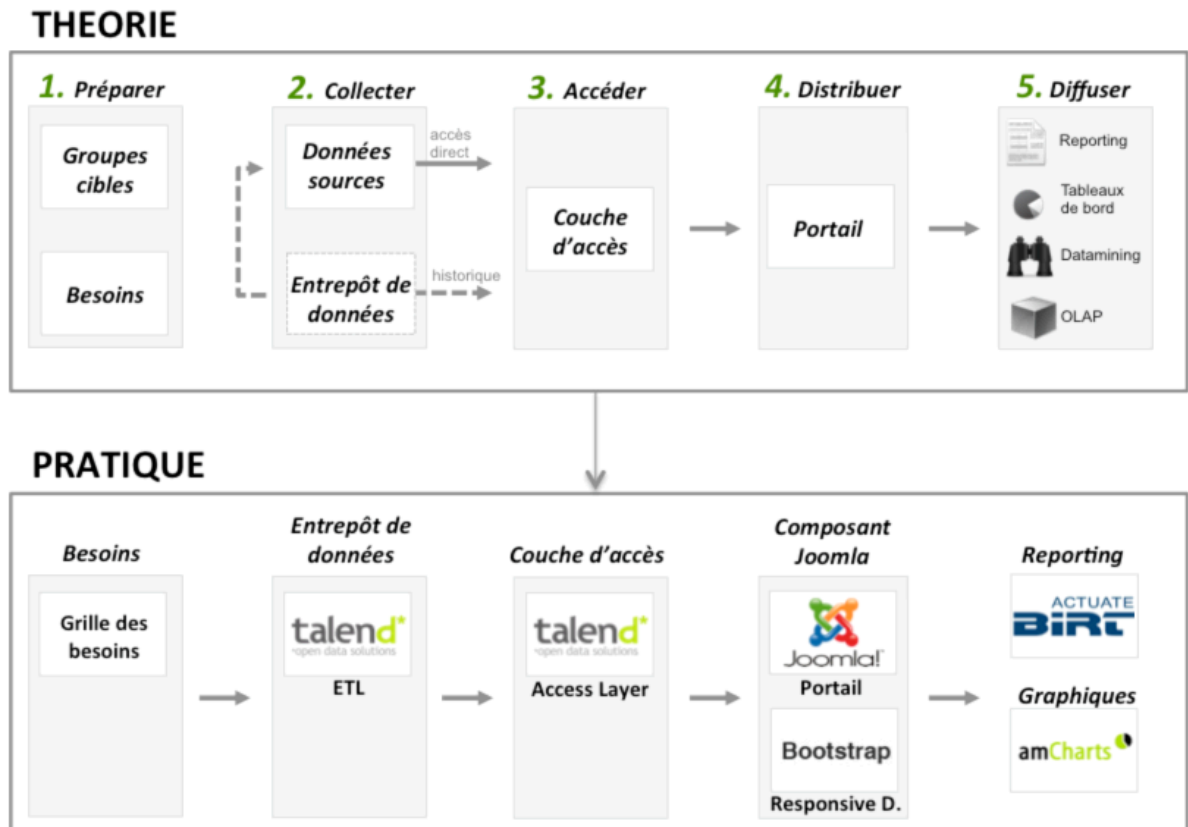 THEORIE
1. Préparer
2. Collecter
3. Accéder
4. Distribuer
5. Diffuser
Groupes
cibles
Besoins
Données
sources
Entrepôt de
données
accès
direct
historique
Couche
d'accès
Portail
Reporting
Tableaux
de bord
Datamining
OLAP
PRATIQUE
Besoins
Grille des
besoins
Entrepôt de
données
talend*
*open data solutions
ETL
Couche d'accès
talend*
*open data solutions
Access Layer
Composant
Joomla
Joomla!
Portail
Bootstrap
Responsive D.
Reporting
ACTUATE
BiRt
Graphiques
amCharts